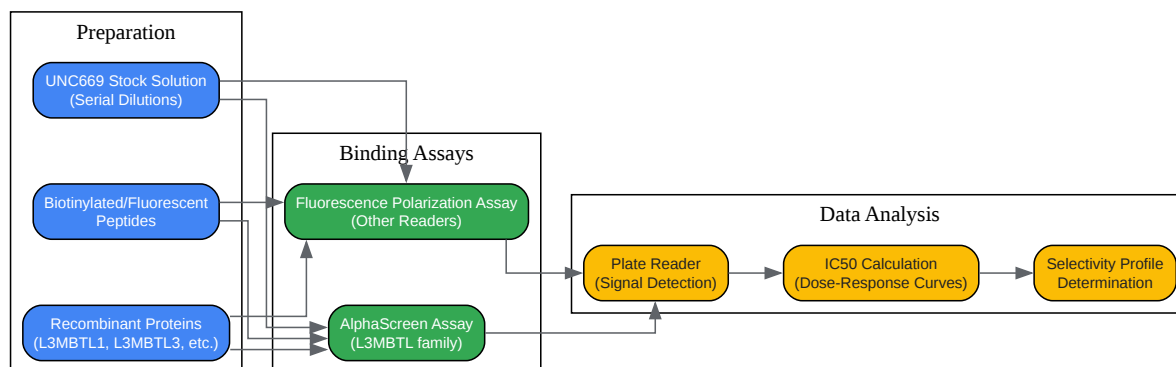 Preparation
UNC669 Stock Solution
(Serial Dilutions)
Biotinylated/Fluorescent
Peptides
Recombinant Proteins
(L3MBTL1, L3MBTL3, etc.)
Binding Assays
Fluorescence Polarization Assay
(Other Readers)
AlphaScreen Assay
(L3MBTL family)
Data Analysis
Plate Reader
(Signal Detection)
IC50 Calculation
(Dose-Response Curves)
Selectivity Profile
Determination